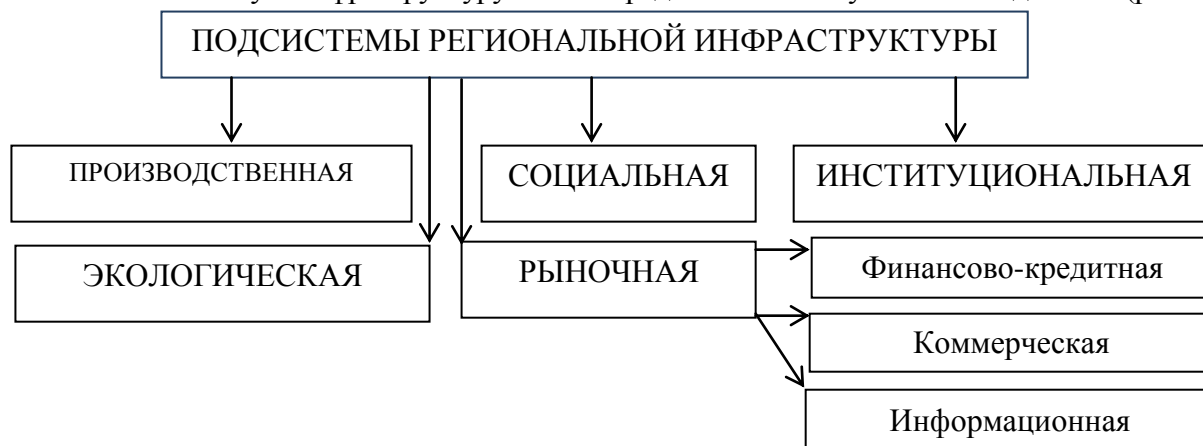 ПОДСИСТЕМЫ РЕГИОНАЛЬНОЙ ИНФРАСТРУКТУРЫ
ПРОИЗВОДСТВЕННАЯ
СОЦИАЛЬНАЯ
ИНСТИТУЦИОНАЛЬНАЯ
ЭКОЛОГИЧЕСКАЯ
РЫНОЧНАЯ
Финансово-кредитная
Коммерческая
Информационная